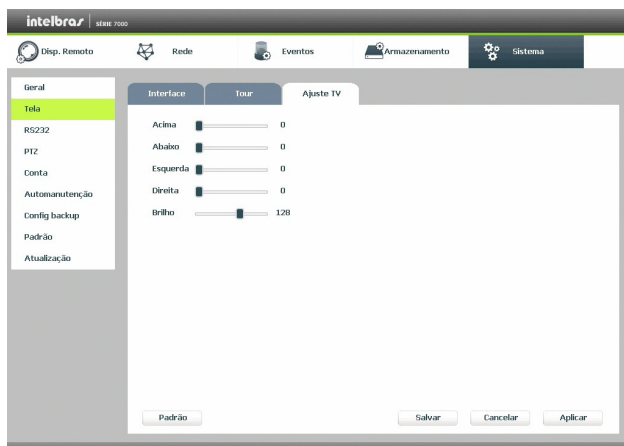 intelbras | SÉRIE 7000
Disp. Remoto Rede Eventos Armazenamento Sistema
Geral
Tela
RS232
PTZ
Conta
Automanutenção
Config backup
Padrão
Atualização
Interface Tour Ajuste TV
Acima 0
Abaixo 0
Esquerda 0
Direita 0
Brilho 128
Padrão Salvar Cancelar Aplicar